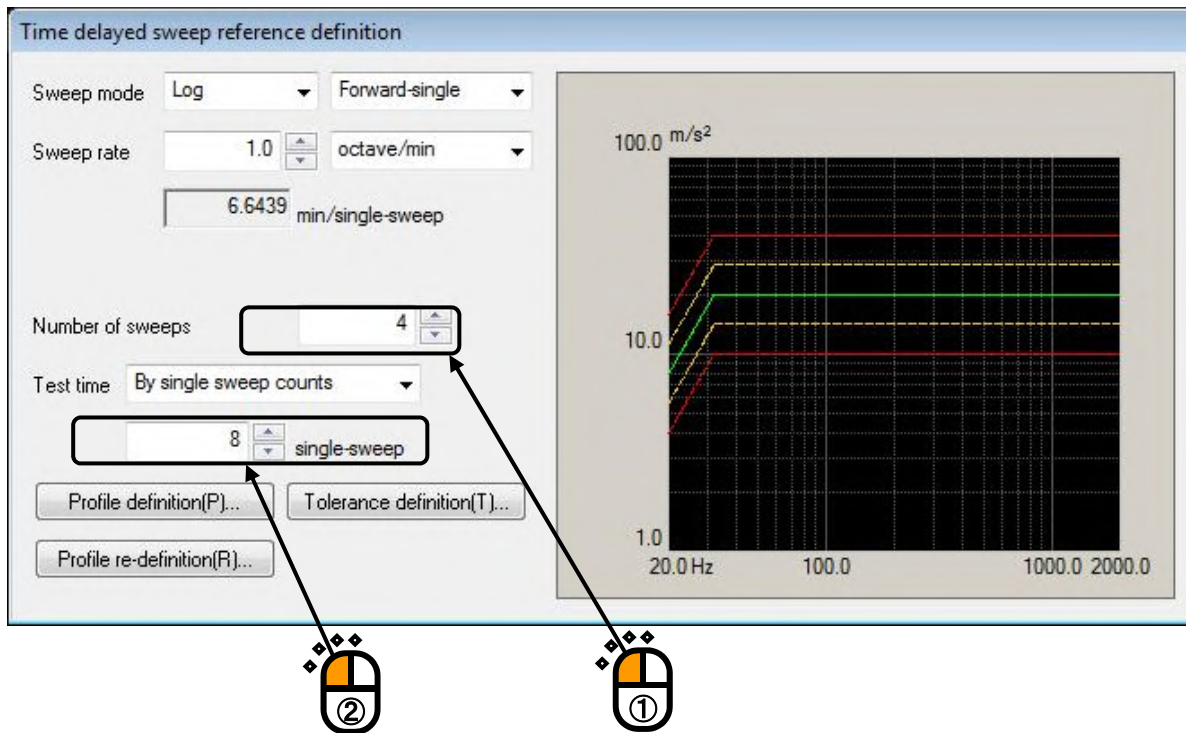 Time delayed sweep reference definition
Sweep mode Log Forward-single
Sweep rate 1.0 octave/min
6.6439 min/single-sweep
Number of sweeps 4
Test time By single sweep counts
8 single-sweep
Profile definition(P)... Tolerance definition(T)...
Profile re-definition(R)...
100.0 m/s²
10.0
1.0
20.0 Hz 100.0 1000.0 2000.0
② ①